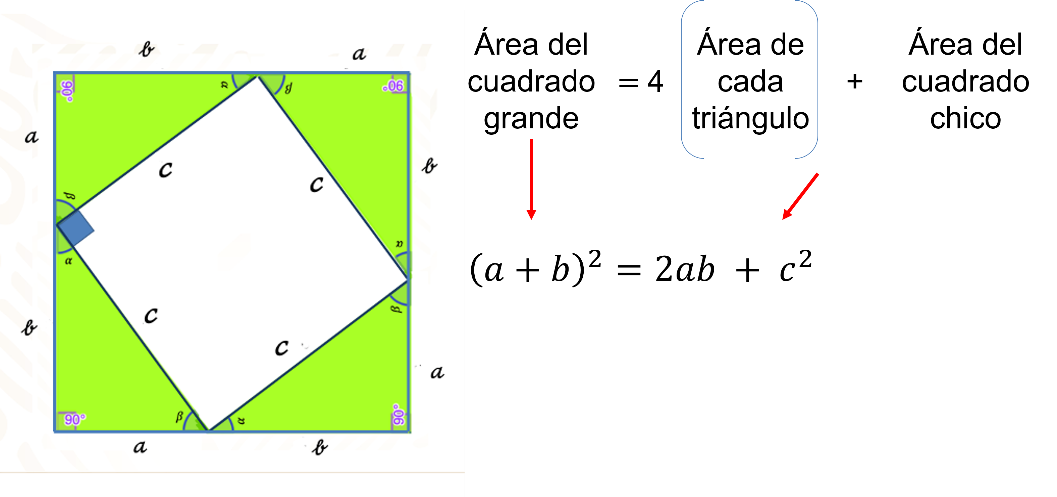 b a
90° α β 90°
a
c
c
b
β
α
α
c
β
b
c
a
90° β α 90°
a b
Área del
cuadrado
grande
= 4
Área de
cada
triángulo
+
Área del
cuadrado
chico
(a + b)² = 2ab + c²